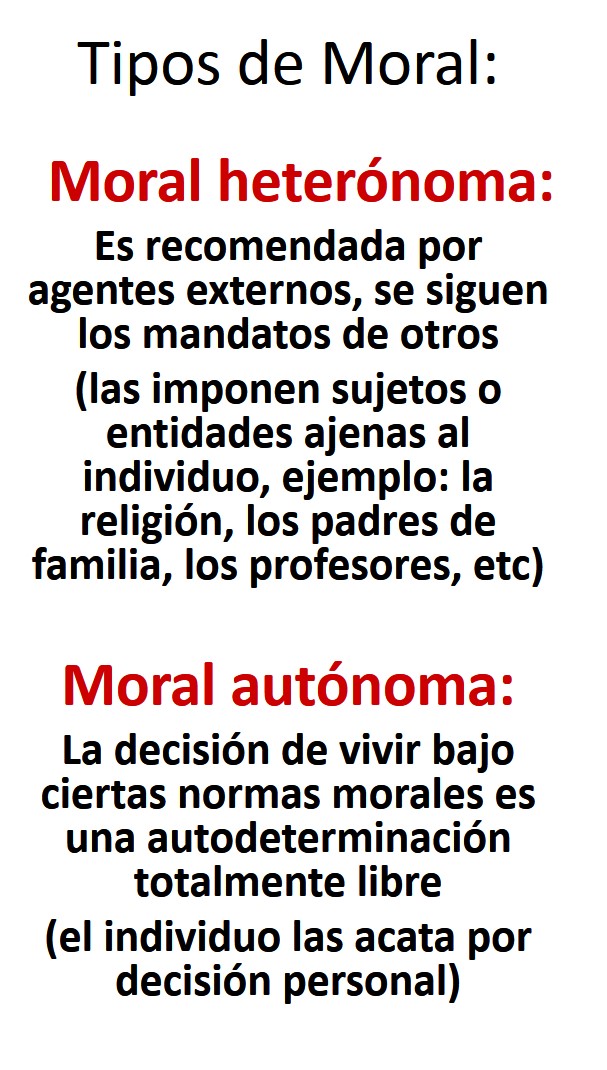 Tipos de Moral:
Moral heterónoma:
Es recomendada por
agentes externos, se siguen
los mandatos de otros
(las imponen sujetos o
entidades ajenas al
individuo, ejemplo: la
religión, los padres de
familia, los profesores, etc)
Moral autónoma:
La decisión de vivir bajo
ciertas normas morales es
una autodeterminación
totalmente libre
(el individuo las acata por
decisión personal)